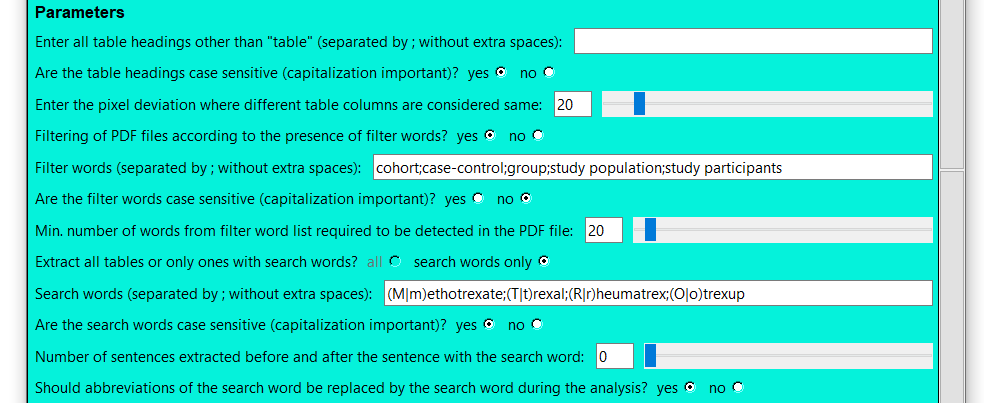 Parameters
Enter all table headings other than "table" (separated by ; without extra spaces):
Are the table headings case sensitive (capitalization important)? yes no
Enter the pixel deviation where different table columns are considered same: 20
Filtering of PDF files according to the presence of filter words? yes no
Filter words (separated by ; without extra spaces): cohort;case-control;group;study population;study participants
Are the filter words case sensitive (capitalization important)? yes no
Min. number of words from filter word list required to be detected in the PDF file: 20
Extract all tables or only ones with search words? all search words only
Search words (separated by ; without extra spaces): (M|m)ethotrexate;(T|t)rexal;(R|r)heumatrex;(O|o)trexup
Are the search words case sensitive (capitalization important)? yes no
Number of sentences extracted before and after the sentence with the search word: 0
Should abbreviations of the search word be replaced by the search word during the analysis? yes no